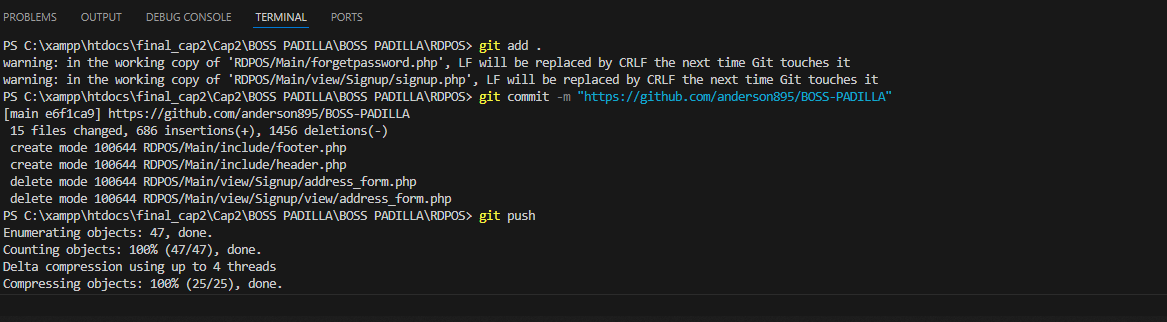 PROBLEMS OUTPUT DEBUG CONSOLE TERMINAL PORTS
PS C:\xampp\htdocs\final_cap2\Cap2\BOSS PADILLA\BOSS PADILLA\RDPOS> git add .
warning: in the working copy of 'RDPOS/Main/forgetpassword.php', LF will be replaced by CRLF the next time Git touches it
warning: in the working copy of 'RDPOS/Main/view/Signup/signup.php', LF will be replaced by CRLF the next time Git touches it
PS C:\xampp\htdocs\final_cap2\Cap2\BOSS PADILLA\BOSS PADILLA\RDPOS> git commit -m "https://github.com/anderson895/BOSS-PADILLA"
[main e6f1ca9] https://github.com/anderson895/BOSS-PADILLA
 15 files changed, 686 insertions(+), 1456 deletions(-)
 create mode 100644 RDPOS/Main/include/footer.php
 create mode 100644 RDPOS/Main/include/header.php
 delete mode 100644 RDPOS/Main/view/Signup/address_form.php
 delete mode 100644 RDPOS/Main/view/Signup/view/address_form.php
PS C:\xampp\htdocs\final_cap2\Cap2\BOSS PADILLA\BOSS PADILLA\RDPOS> git push
Enumerating objects: 47, done.
Counting objects: 100% (47/47), done.
Delta compression using up to 4 threads
Compressing objects: 100% (25/25), done.